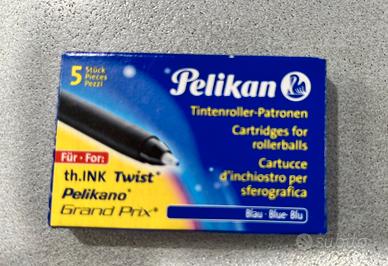 5 Stück
Pieces
Pezzi
Pelikan
Tintenroller-Patronen
Cartridges for
rollerballs
Cartucce
d'inchiostro per
sferografica
Für · For:
th.INK Twist®
Pelikano®
Grand Prix®
Blau · Blue · Blu
Subito